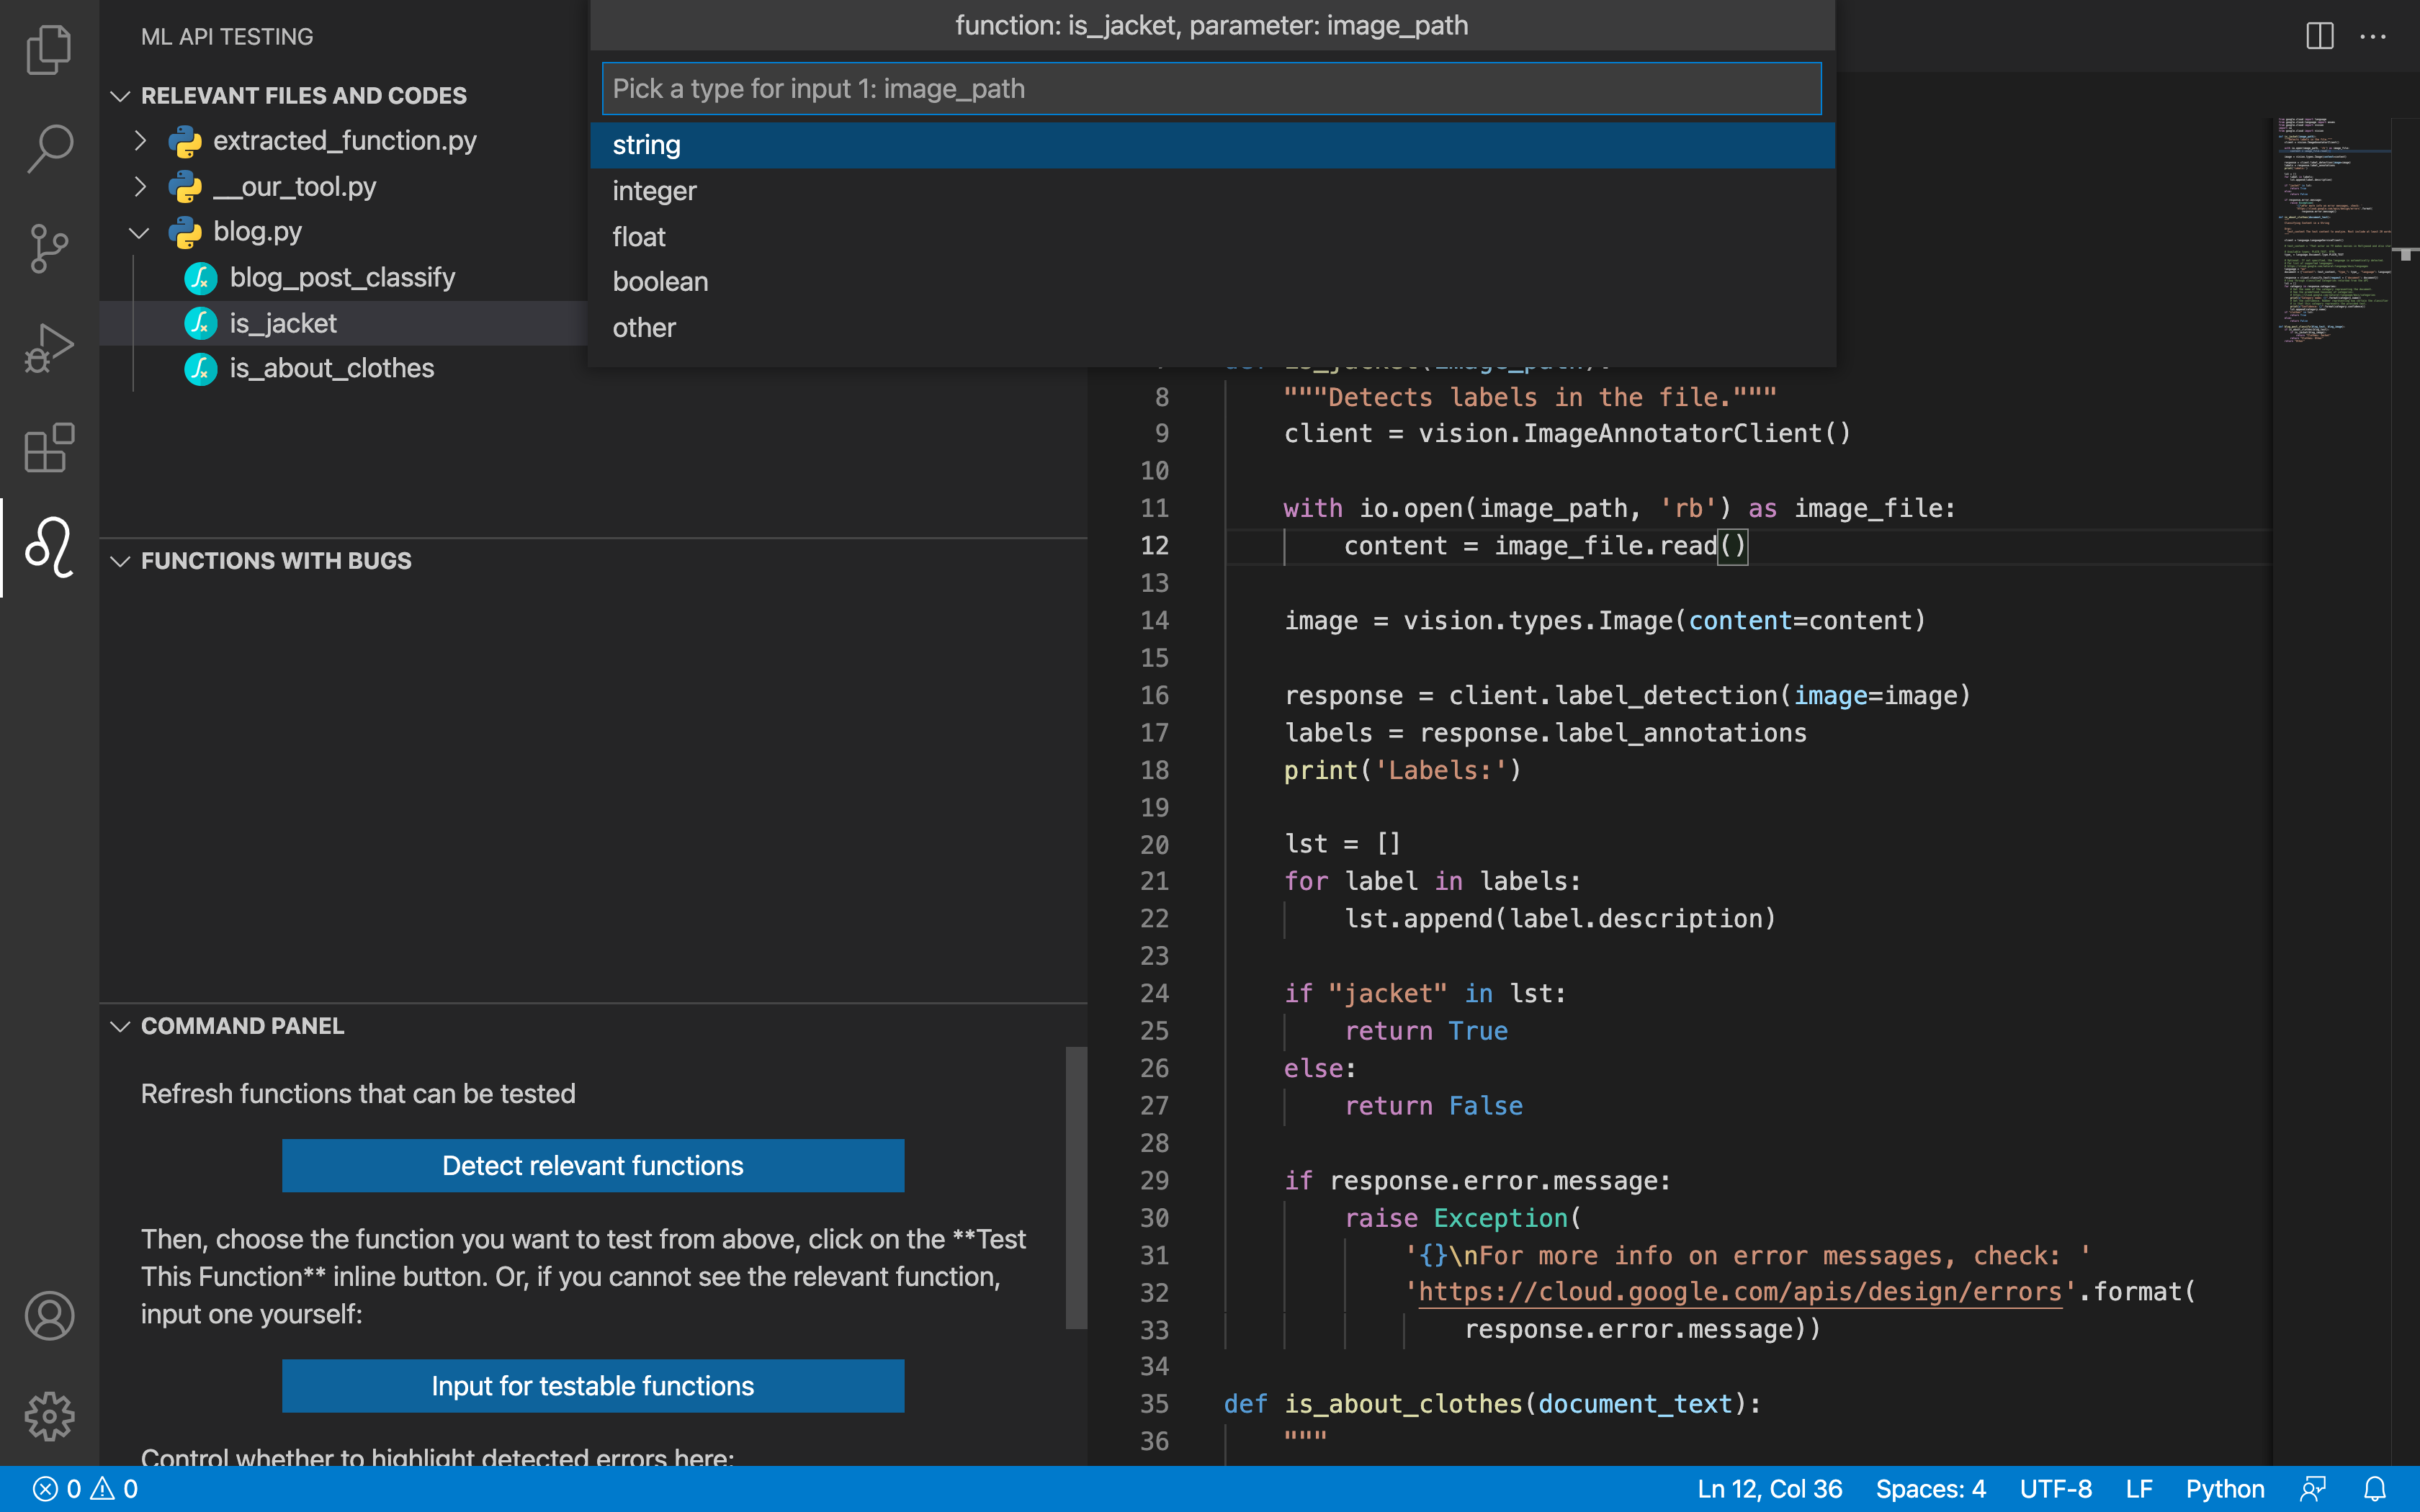 ML API TESTING
RELEVANT FILES AND CODES
extracted_function.py
__our_tool.py
blog.py
blog_post_classify
is_jacket
is_about_clothes
FUNCTIONS WITH BUGS
COMMAND PANEL
Refresh functions that can be tested
Detect relevant functions
Then, choose the function you want to test from above, click on the **Test
This Function** inline button. Or, if you cannot see the relevant function,
input one yourself:
Input for testable functions
Control whether to highlight detected errors here:
function: is_jacket, parameter: image_path
Pick a type for input 1: image_path
string
integer
float
boolean
other
8 """Detects labels in the file."""
9 client = vision.ImageAnnotatorClient()
10
11 with io.open(image_path, 'rb') as image_file:
12 content = image_file.read()
13
14 image = vision.types.Image(content=content)
15
16 response = client.label_detection(image=image)
17 labels = response.label_annotations
18 print('Labels:')
19
20 lst = []
21 for label in labels:
22 lst.append(label.description)
23
24 if "jacket" in lst:
25 return True
26 else:
27 return False
28
29 if response.error.message:
30 raise Exception(
31 '{}\nFor more info on error messages, check: '
32 'https://cloud.google.com/apis/design/errors'.format(
33 response.error.message))
34
35 def is_about_clothes(document_text):
36 """
0 0
Ln 12, Col 36 Spaces: 4 UTF-8 LF Python